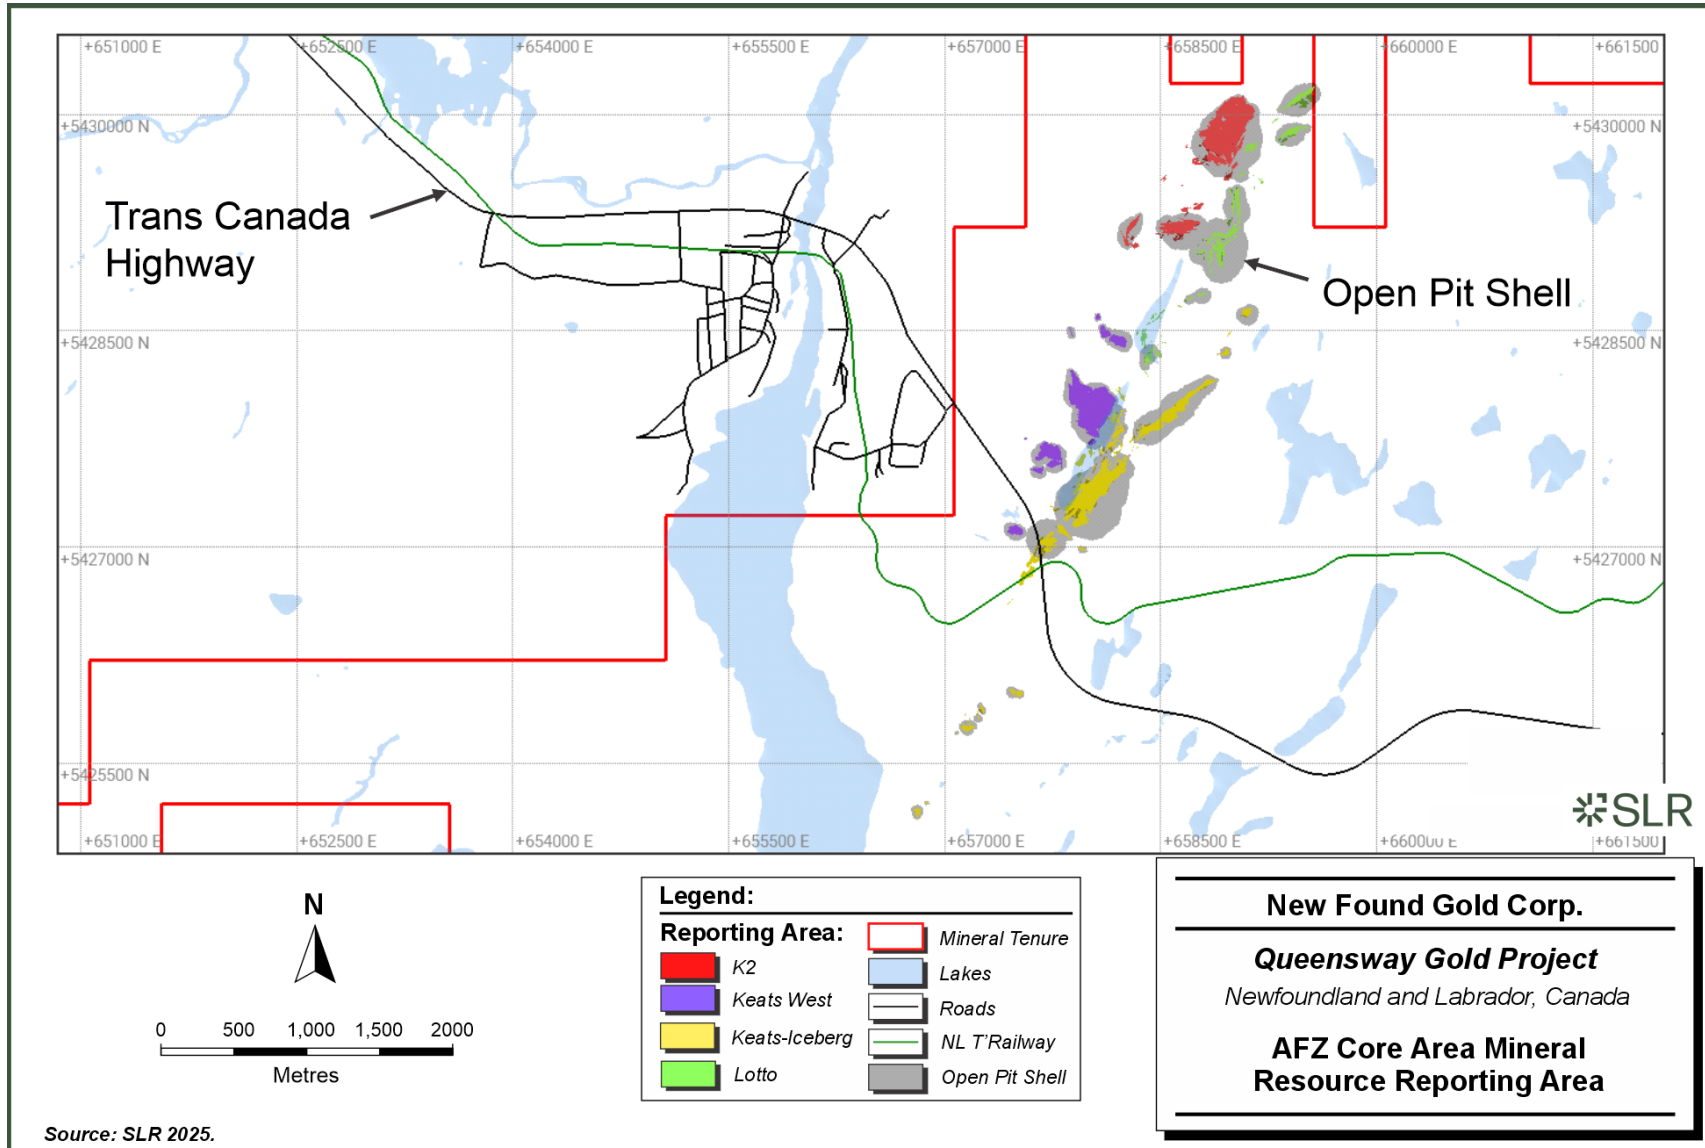 +651000 E
+652500 E
+654000 E
+655500 E
+657000 E
+658500 E
+660000 E
+661500
+5430000 N
+5430000 N
Trans Canada
Highway
Open Pit Shell
+5428500 N
+5428500 N
+5427000 N
+5427000 N
+5425500 N
SLR
+651000 E
+652500 E
+654000 E
+655500 E
+657000 E
+658500 E
+660000 E
+661500
N
0 500 1,000 1,500 2000
Metres
Legend:
Reporting Area:
K2
Keats West
Keats-Iceberg
Lotto
Mineral Tenure
Lakes
Roads
NL T'Railway
Open Pit Shell
New Found Gold Corp.
Queensway Gold Project
Newfoundland and Labrador, Canada
AFZ Core Area Mineral
Resource Reporting Area
Source: SLR 2025.